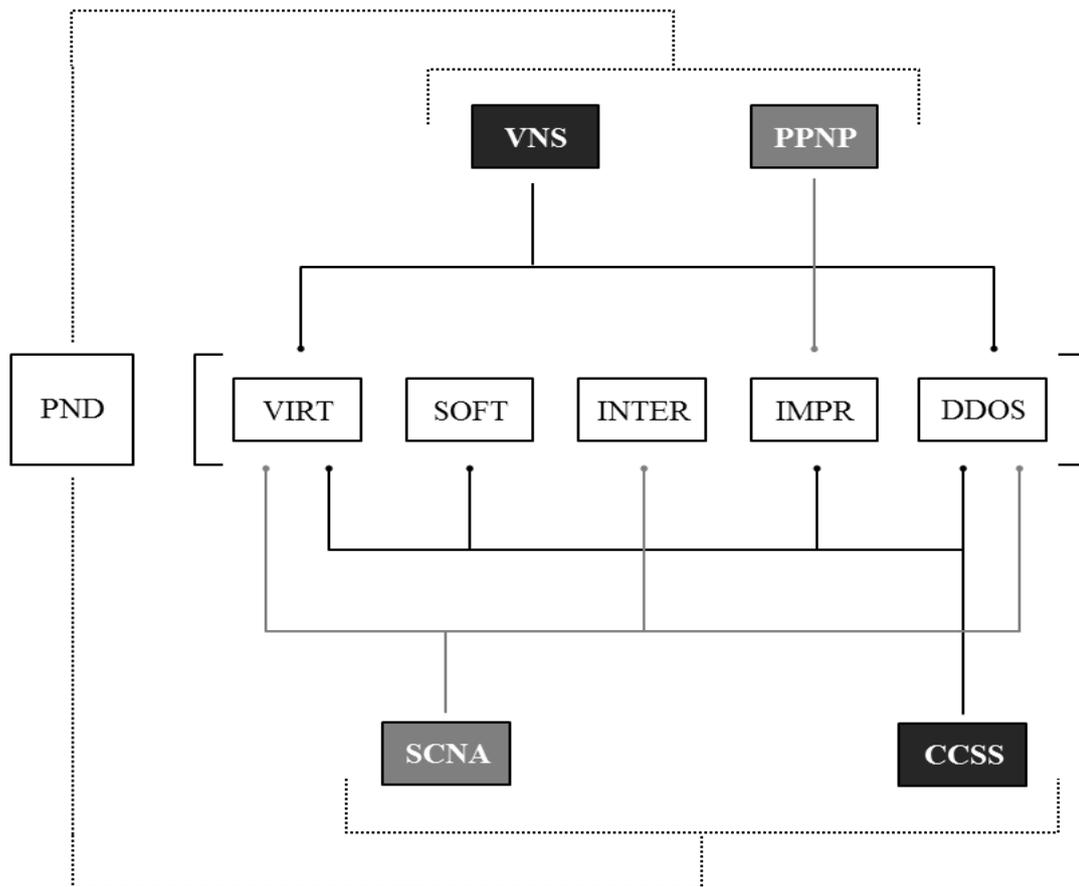 VNS
PPNP
PND
VIRT
SOFT
INTER
IMPR
DDOS
SCNA
CCSS